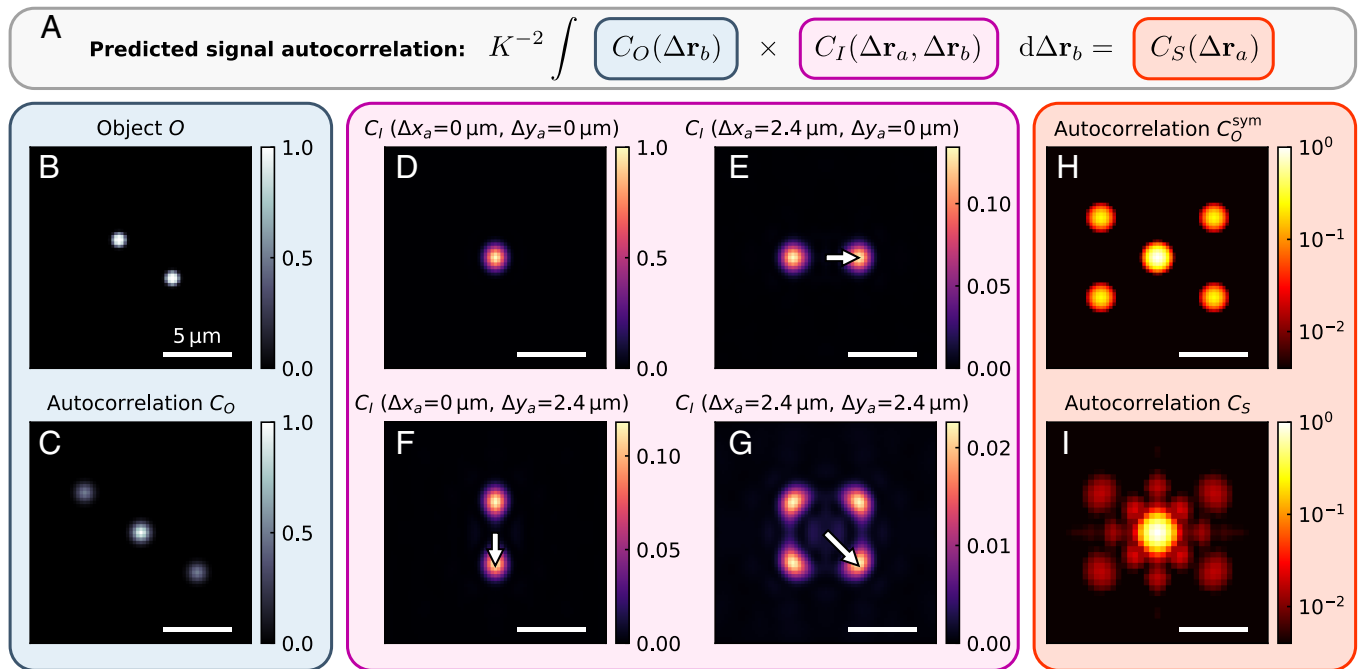 A
Predicted signal autocorrelation: K⁻² ∫ C_O(Δr_b) × C_I(Δr_a, Δr_b) dΔr_b = C_S(Δr_a)
Object O
B
1.0
0.5
0.0
5 μm
Autocorrelation C_O
C
1.0
0.5
0.0
C_I (Δx_a=0 μm, Δy_a=0 μm)
D
1.0
0.5
0.0
C_I (Δx_a=2.4 μm, Δy_a=0 μm)
E
0.10
0.05
0.00
C_I (Δx_a=0 μm, Δy_a=2.4 μm)
F
0.10
0.05
0.00
C_I (Δx_a=2.4 μm, Δy_a=2.4 μm)
G
0.02
0.01
0.00
Autocorrelation C_O^sym
H
10⁰
10⁻¹
10⁻²
Autocorrelation C_S
I
10⁰
10⁻¹
10⁻²